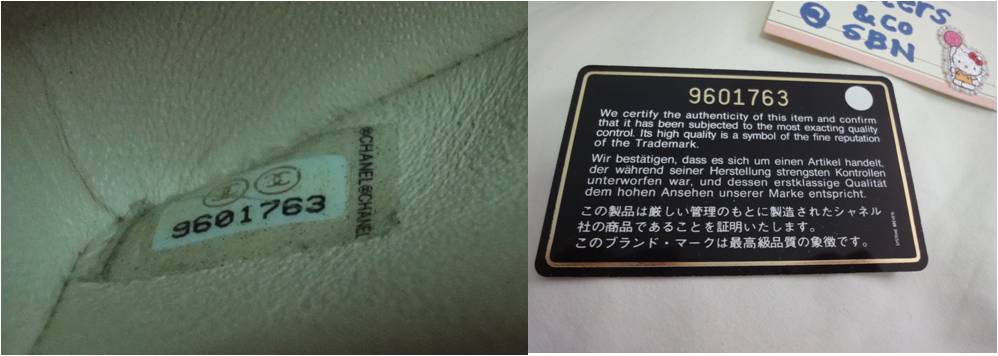 ©CHANEL©CHANEL
9601763
&Co
@ SBN
9601763
We certify the authenticity of this item and confirm
that it has been subjected to the most exacting quality
control. Its high quality is a symbol of the fine reputation
of the Trademark.
Wir bestätigen, dass es sich um einen Artikel handelt,
der während seiner Herstellung strengsten Kontrollen
unterworfen war, und dessen erstklassige Qualität
dem hohen Ansehen unserer Marke entspricht.
この製品は厳しい管理のもとに製造されたシャネル
社の商品であることを証明いたします。
このブランド・マークは最高級品質の象徴です。